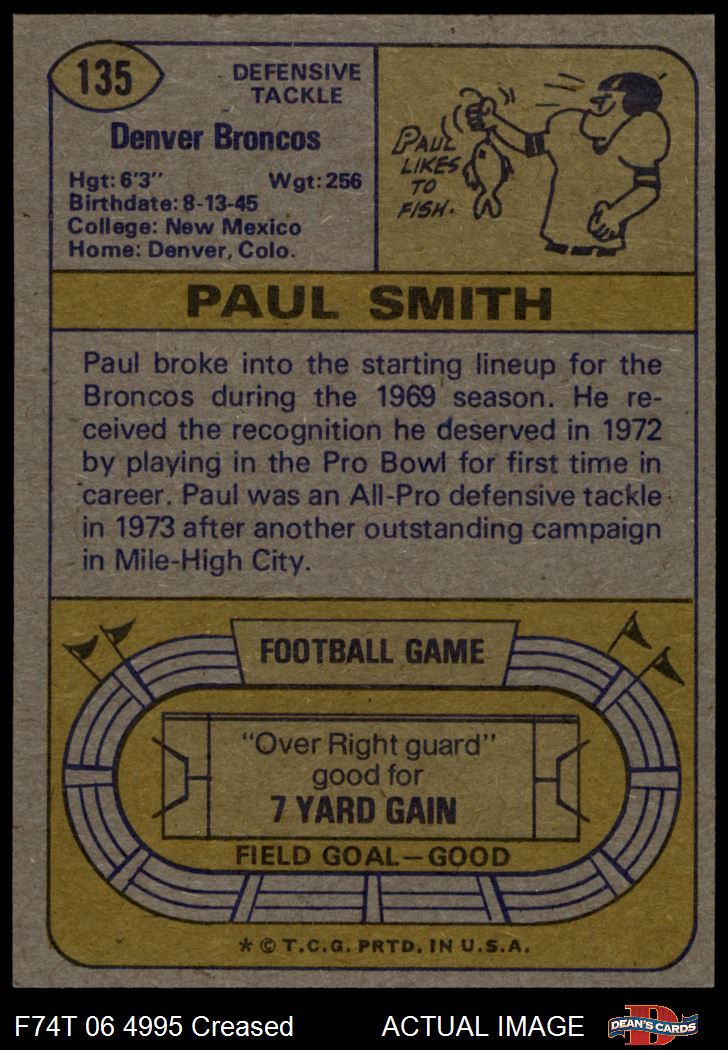 135
DEFENSIVE
TACKLE
Denver Broncos
Hgt: 6'3" Wgt: 256
Birthdate: 8-13-45
College: New Mexico
Home: Denver, Colo.
PAUL
LIKES
TO
FISH.
PAUL SMITH
Paul broke into the starting lineup for the
Broncos during the 1969 season. He re-
ceived the recognition he deserved in 1972
by playing in the Pro Bowl for first time in
career. Paul was an All-Pro defensive tackle
in 1973 after another outstanding campaign
in Mile-High City.
FOOTBALL GAME
"Over Right guard"
good for
7 YARD GAIN
FIELD GOAL—GOOD
* © T.C.G. PRTD. IN U.S.A.
F74T 06 4995 Creased ACTUAL IMAGE
D
DEAN'S CARDS